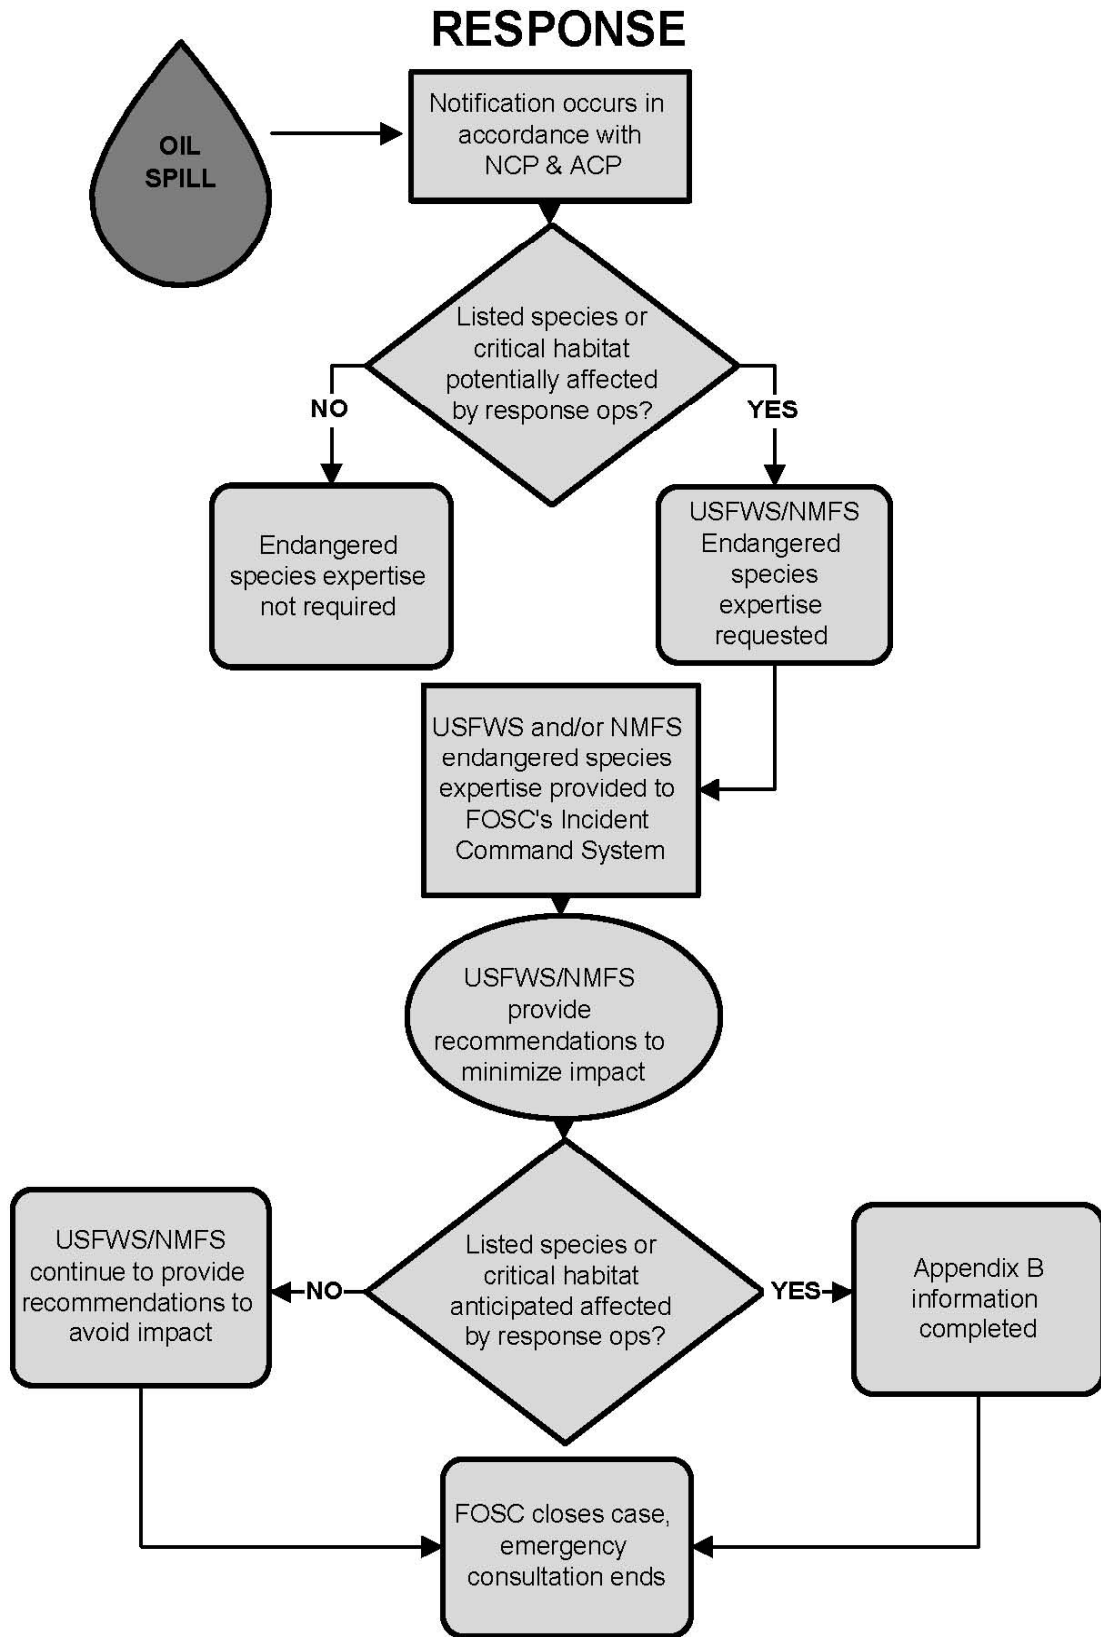 RESPONSE
OIL
SPILL
Notification occurs in
accordance with
NCP & ACP
Listed species or
critical habitat
potentially affected
by response ops?
NO
YES
Endangered
species expertise
not required
USFWS/NMFS
Endangered
species
expertise
requested
USFWS and/or NMFS
endangered species
expertise provided to
FOSC's Incident
Command System
USFWS/NMFS
provide
recommendations to
minimize impact
Listed species or
critical habitat
anticipated affected
by response ops?
NO
YES
USFWS/NMFS
continue to provide
recommendations to
avoid impact
Appendix B
information
completed
FOSC closes case,
emergency
consultation ends